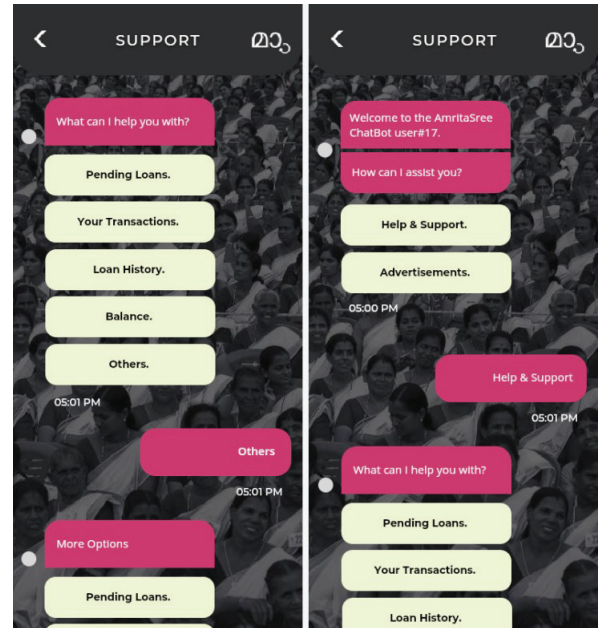 SUPPORT
മാ
What can I help you with?
Pending Loans.
Your Transactions.
Loan History.
Balance.
Others.
05:01 PM
Others
05:01 PM
More Options
Pending Loans.
SUPPORT
മാ
Welcome to the AmritaSree
ChatBot user#17.
How can I assist you?
Help & Support.
Advertisements.
05:00 PM
Help & Support
05:01 PM
What can I help you with?
Pending Loans.
Your Transactions.
Loan History.